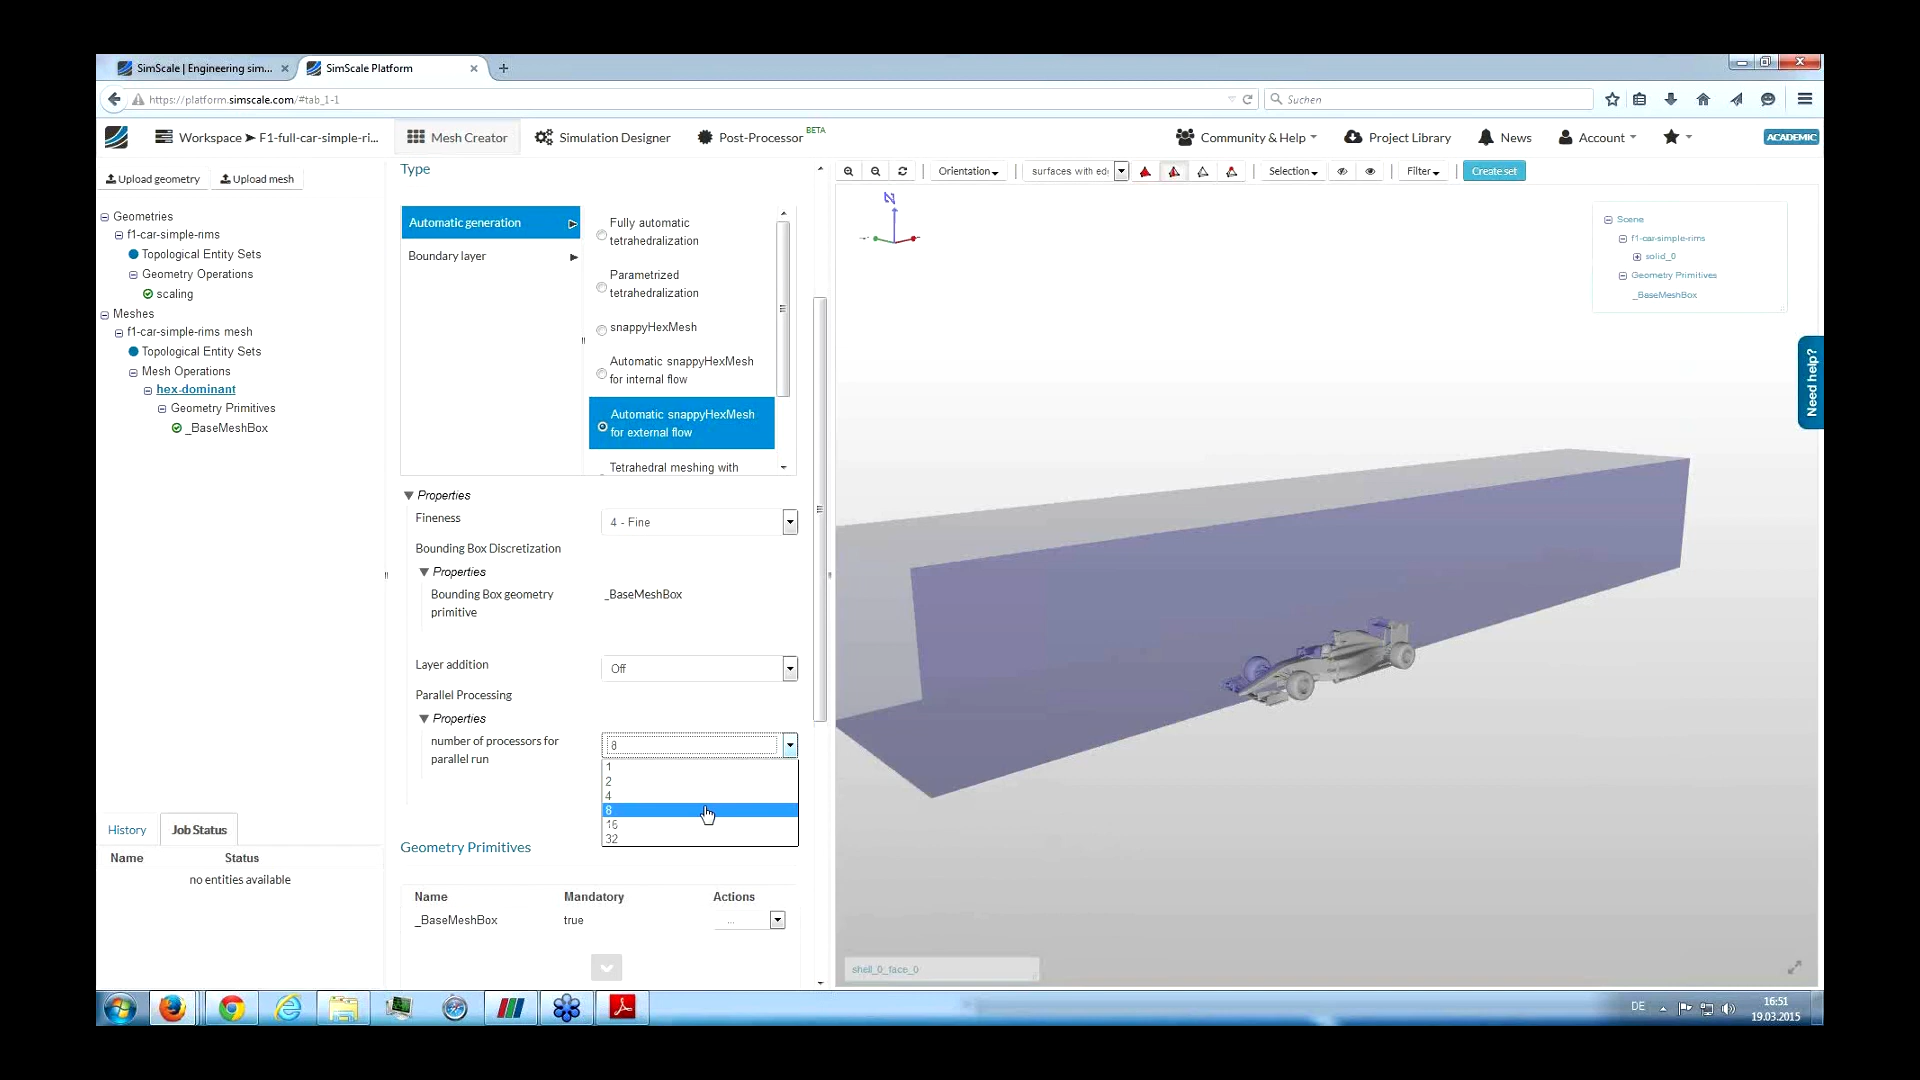 SimScale | Engineering sim...
SimScale Platform
https://platform.simscale.com/#tab_1-1
Suchen
Workspace ➤ F1-full-car-simple-ri...
Mesh Creator
Simulation Designer
Post-Processor BETA
Community & Help
Project Library
News
Account
ACADEMIC
Upload geometry
Upload mesh
Geometries
f1-car-simple-rims
Topological Entity Sets
Geometry Operations
scaling
Meshes
f1-car-simple-rims mesh
Topological Entity Sets
Mesh Operations
hex-dominant
Geometry Primitives
_BaseMeshBox
History
Job Status
Name Status
no entities available
Type
Automatic generation
Boundary layer
Fully automatic
tetrahedralization
Parametrized
tetrahedralization
snappyHexMesh
Automatic snappyHexMesh
for internal flow
Automatic snappyHexMesh
for external flow
Tetrahedral meshing with
Properties
Fineness
4 - Fine
Bounding Box Discretization
Properties
Bounding Box geometry
primitive
_BaseMeshBox
Layer addition
Off
Parallel Processing
Properties
number of processors for
parallel run
8
1
2
4
8
16
32
Geometry Primitives
Name Mandatory Actions
_BaseMeshBox true ...
Orientation
surfaces with ed
Selection
Filter
Create set
Scene
f1-car-simple-rims
solid_0
Geometry Primitives
_BaseMeshBox
Need help?
shell_0_face_0
DE
16:51
19.03.2015